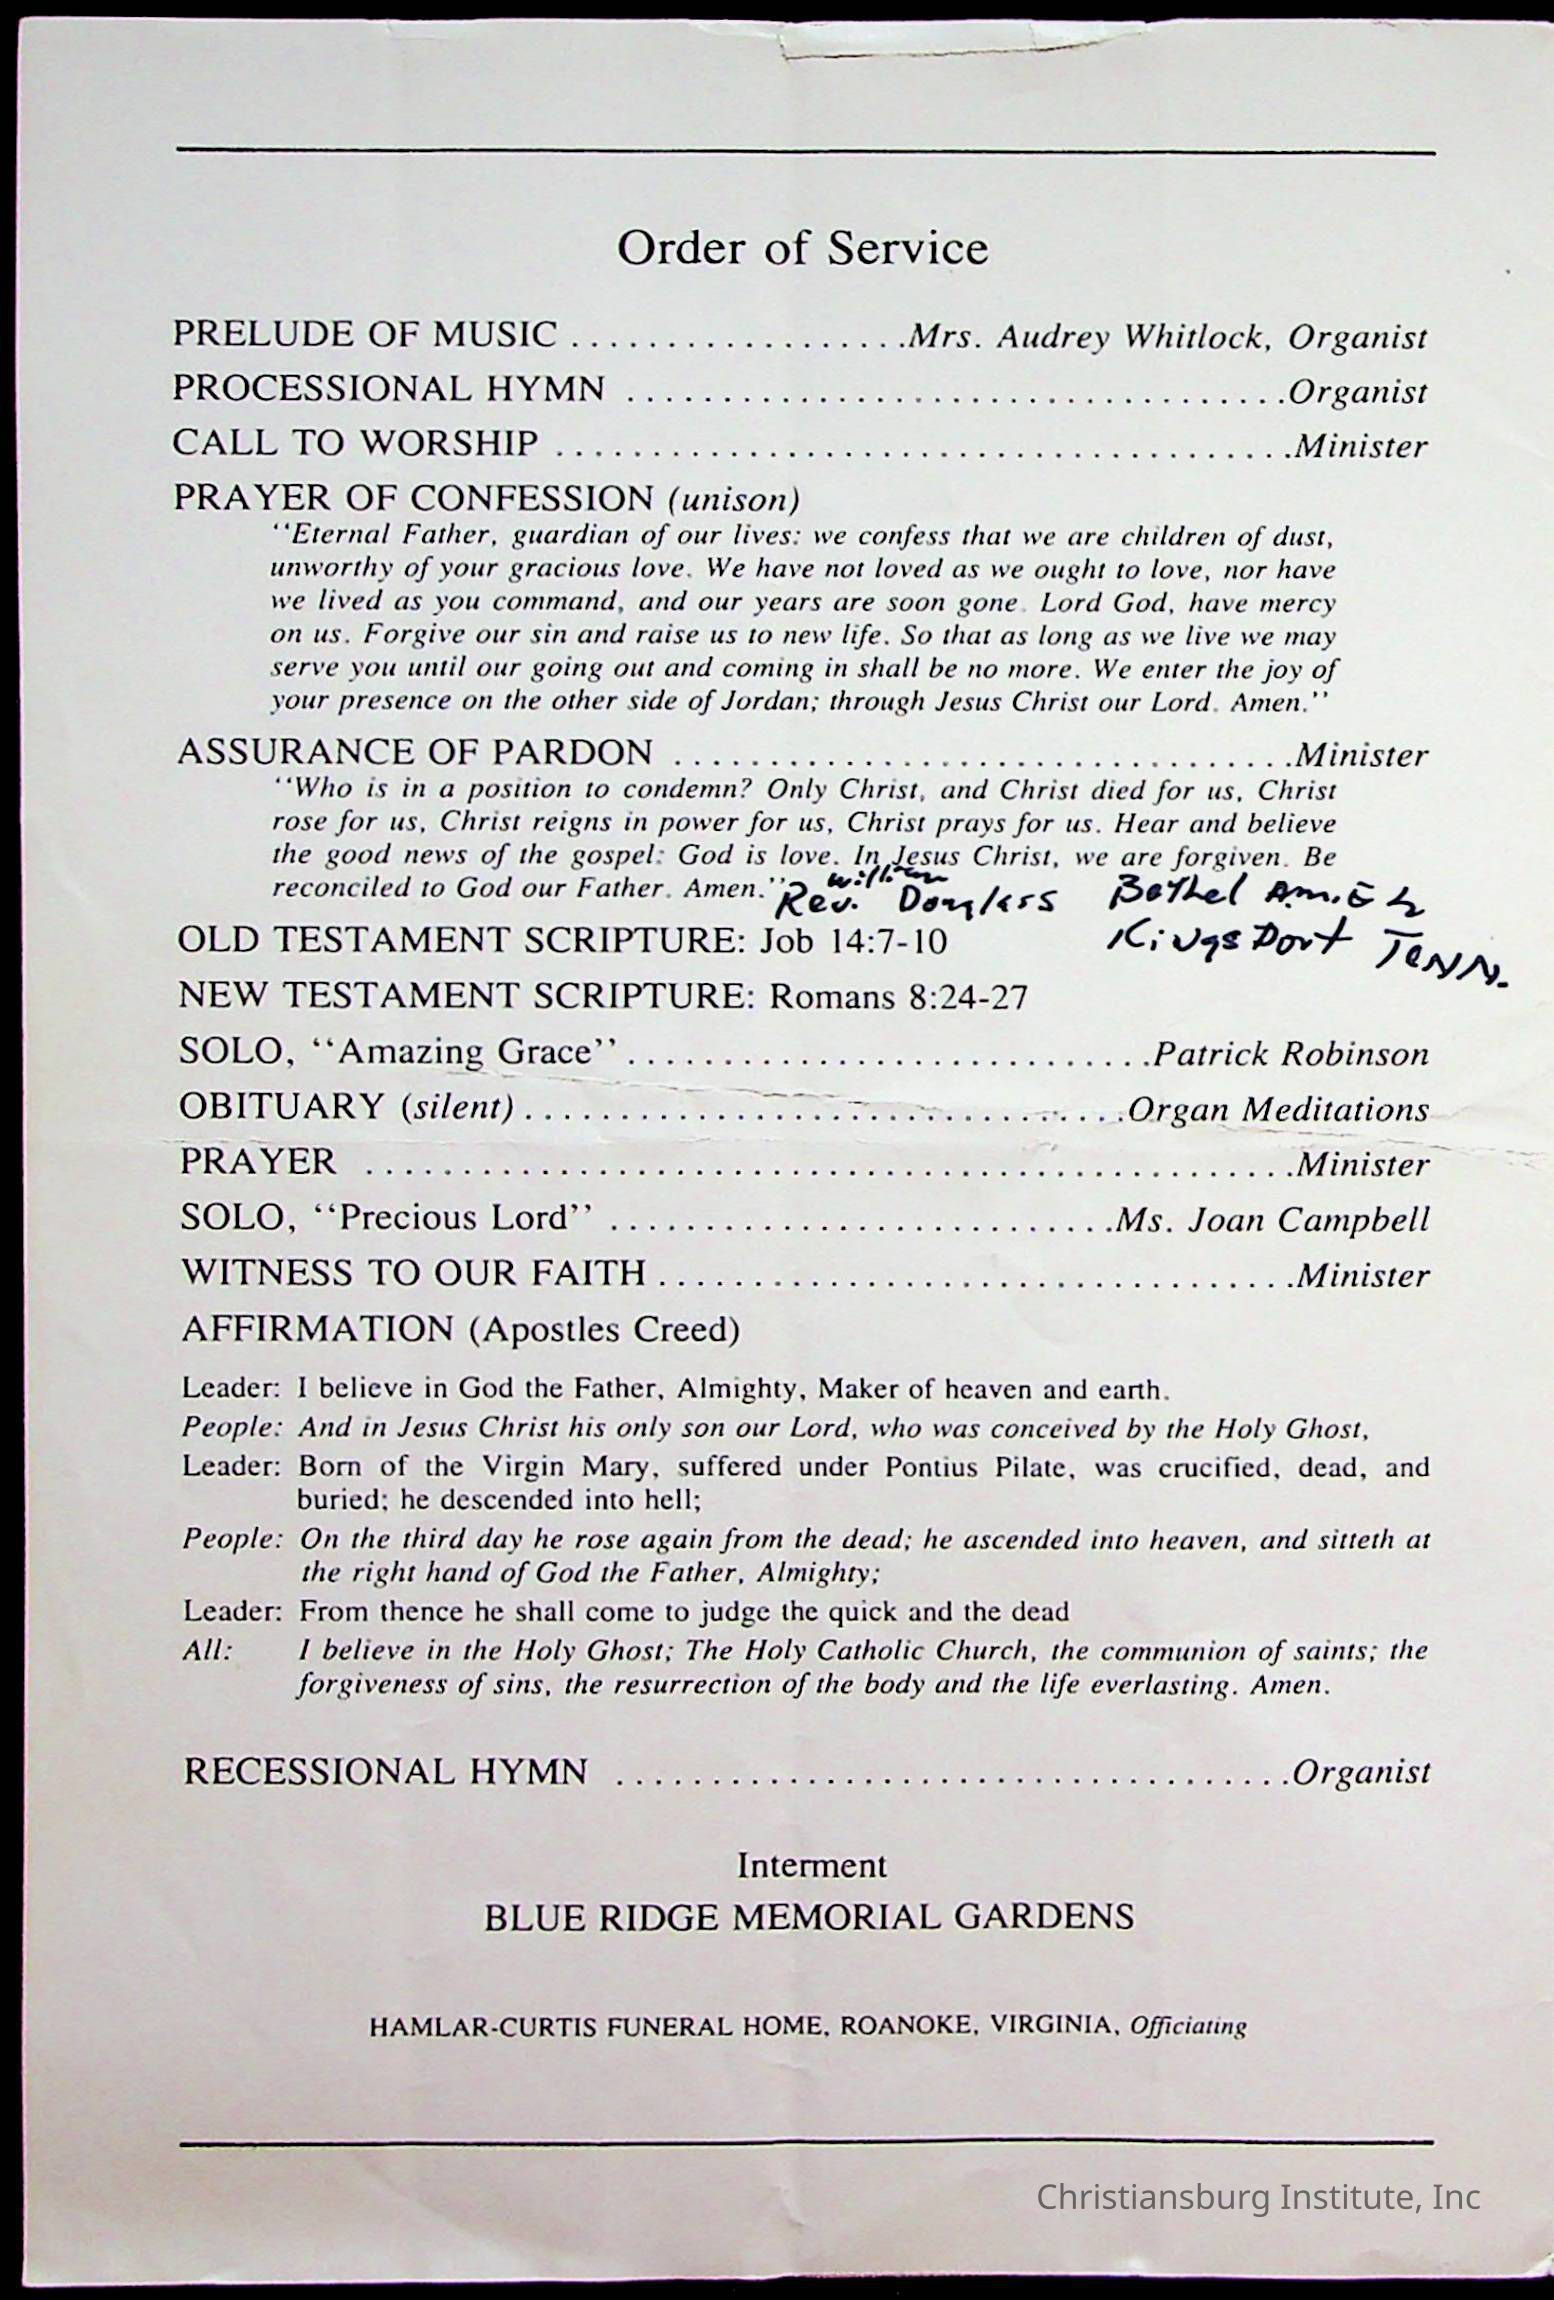 Order of Service
PRELUDE OF MUSIC ...................Mrs. Audrey Whitlock, Organist
PROCESSIONAL HYMN ...................................Organist
CALL TO WORSHIP .......................................Minister
PRAYER OF CONFESSION (unison)
‘‘Eternal Father, guardian of our lives: we confess that we are children of dust,
unworthy of your gracious love. We have not loved as we ought to love, nor have
we lived as you command, and our years are soon gone. Lord God, have mercy
on us. Forgive our sin and raise us to new life. So that as long as we live we may
serve you until our going out and coming in shall be no more. We enter the joy of
your presence on the other side of Jordan; through Jesus Christ our Lord. Amen.’’
ASSURANCE OF PARDON .................................Minister
‘‘Who is in a position to condemn? Only Christ, and Christ died for us, Christ
rose for us, Christ reigns in power for us, Christ prays for us. Hear and believe
the good news of the gospel: God is love. In Jesus Christ, we are forgiven. Be
reconciled to God our Father. Amen.’’
William
Rev. Douglass Bethel A.M.E
OLD TESTAMENT SCRIPTURE: Job 14:7-10
Kingsport TENN.
NEW TESTAMENT SCRIPTURE: Romans 8:24-27
SOLO, ‘‘Amazing Grace’’............................Patrick Robinson
OBITUARY (silent)................................Organ Meditations
PRAYER .................................................Minister
SOLO, ‘‘Precious Lord’’ ...........................Ms. Joan Campbell
WITNESS TO OUR FAITH..................................Minister
AFFIRMATION (Apostles Creed)
Leader: I believe in God the Father, Almighty, Maker of heaven and earth.
People: And in Jesus Christ his only son our Lord, who was conceived by the Holy Ghost,
Leader: Born of the Virgin Mary, suffered under Pontius Pilate, was crucified, dead, and
buried; he descended into hell;
People: On the third day he rose again from the dead; he ascended into heaven, and sitteth at
the right hand of God the Father, Almighty;
Leader: From thence he shall come to judge the quick and the dead
All: I believe in the Holy Ghost; The Holy Catholic Church, the communion of saints; the
forgiveness of sins, the resurrection of the body and the life everlasting. Amen.
RECESSIONAL HYMN ....................................Organist
Interment
BLUE RIDGE MEMORIAL GARDENS
HAMLAR-CURTIS FUNERAL HOME, ROANOKE, VIRGINIA, Officiating
Christiansburg Institute, Inc